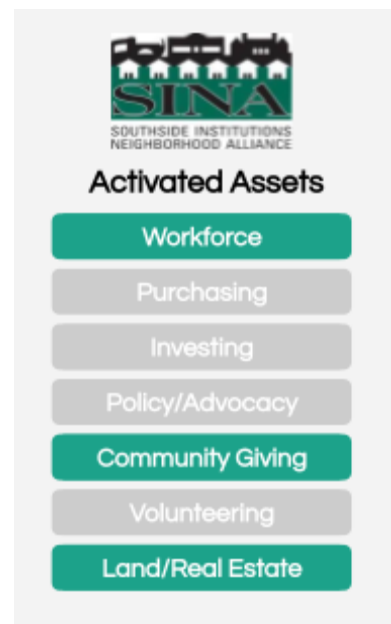 SINA
SOUTHSIDE INSTITUTIONS
NEIGHBORHOOD ALLIANCE
Activated Assets
Workforce
Purchasing
Investing
Policy/Advocacy
Community Giving
Volunteering
Land/Real Estate